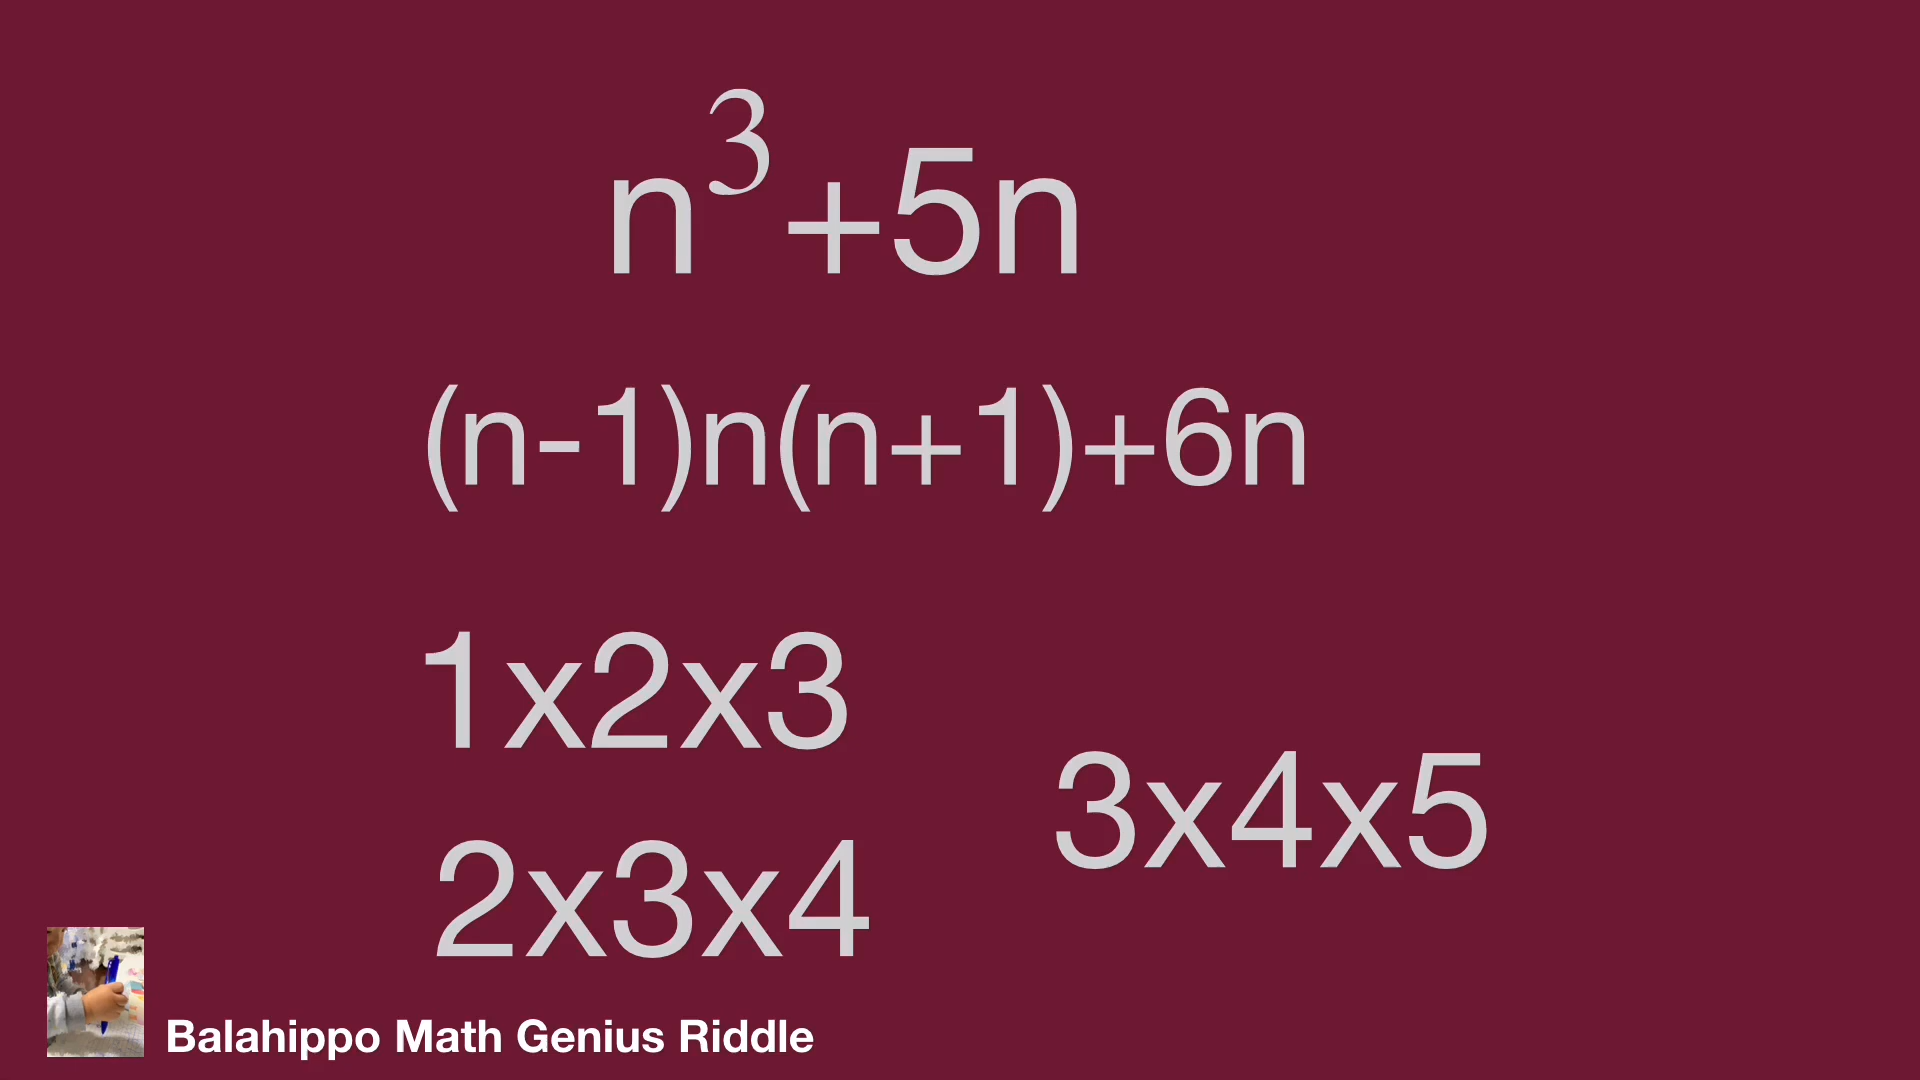 n³+5n
(n-1)n(n+1)+6n
1x2x3
3x4x5
2x3x4
Balahippo Math Genius Riddle